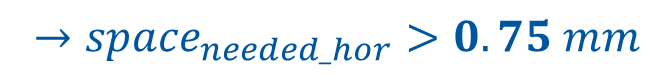 → space_needed_hor > 0.75 mm